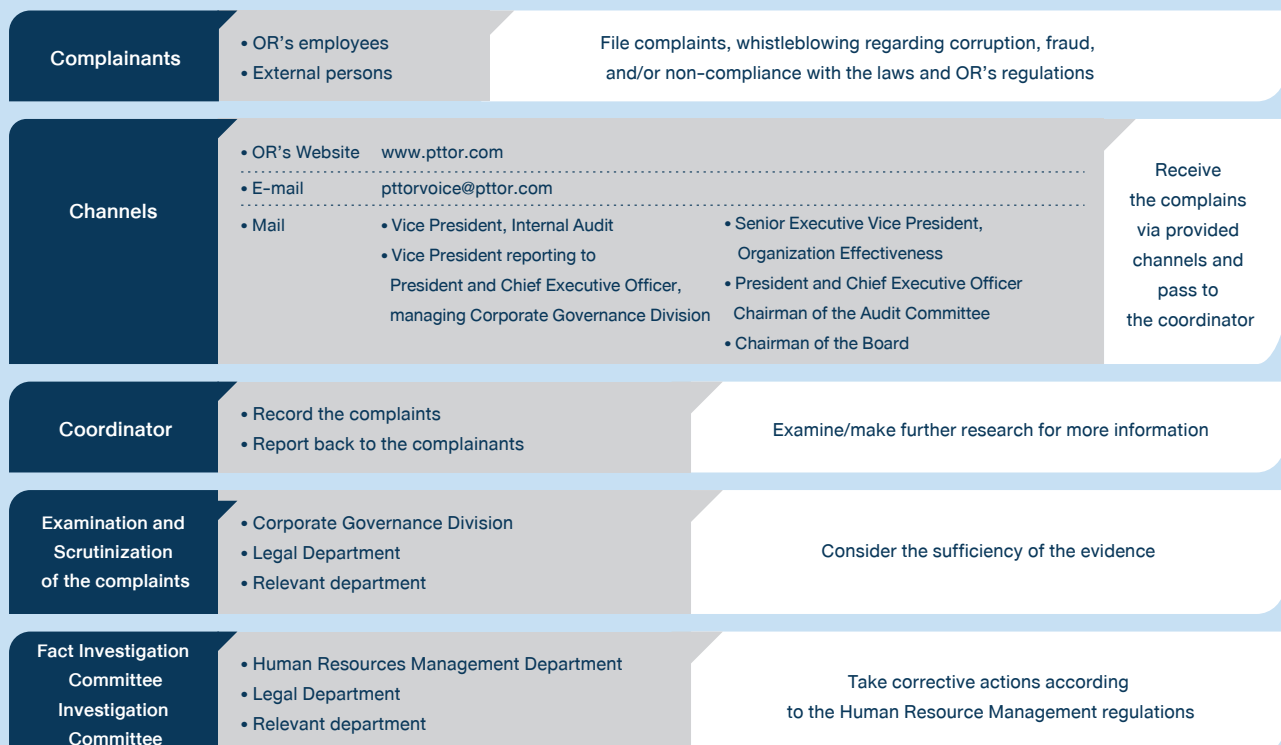 Complainants
• OR's employees
• External persons
File complaints, whistleblowing regarding corruption, fraud,
and/or non-compliance with the laws and OR's regulations
Channels
• OR's Website www.pttor.com
• E-mail pttorvoice@pttor.com
• Mail
• Vice President, Internal Audit
• Vice President reporting to
President and Chief Executive Officer,
managing Corporate Governance Division
• Senior Executive Vice President,
Organization Effectiveness
• President and Chief Executive Officer
Chairman of the Audit Committee
• Chairman of the Board
Receive
the complains
via provided
channels and
pass to
the coordinator
Coordinator
• Record the complaints
• Report back to the complainants
Examine/make further research for more information
Examination and
Scrutinization
of the complaints
• Corporate Governance Division
• Legal Department
• Relevant department
Consider the sufficiency of the evidence
Fact Investigation
Committee
Investigation
Committee
• Human Resources Management Department
• Legal Department
• Relevant department
Take corrective actions according
to the Human Resource Management regulations